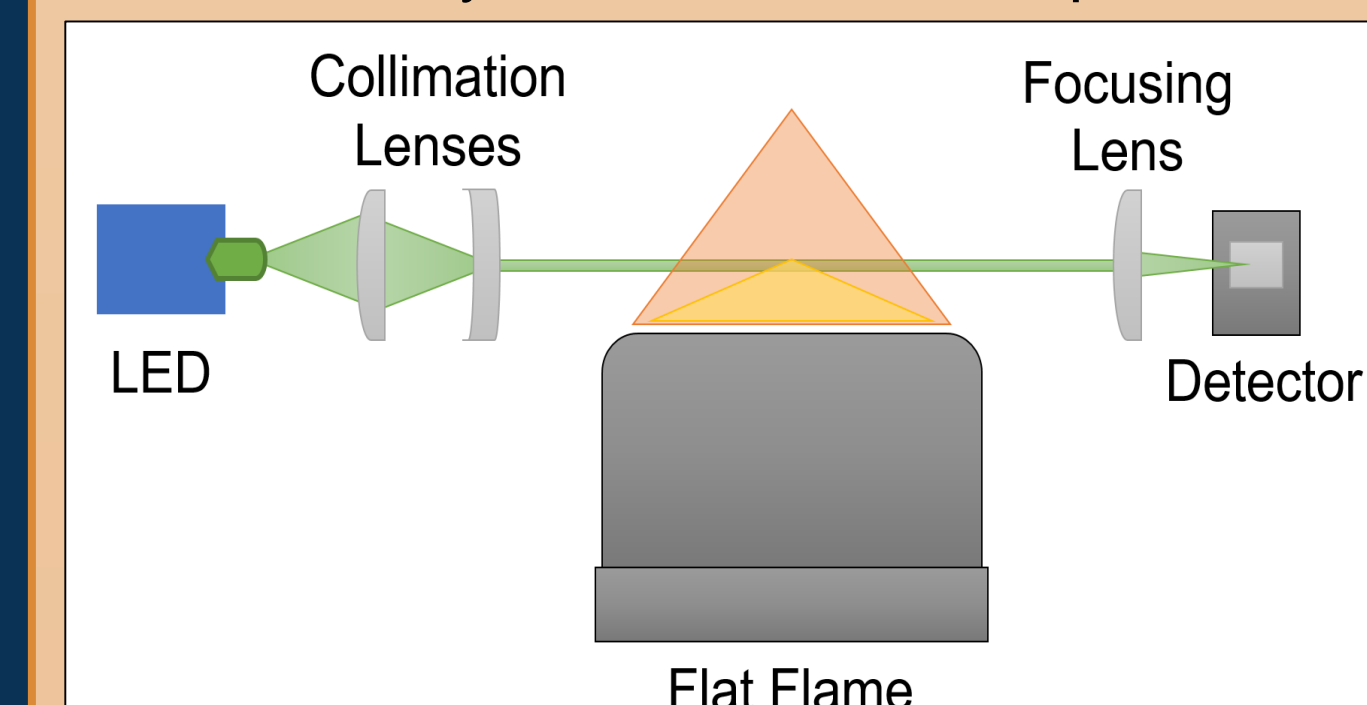 Collimation
Lenses
Focusing
Lens
LED
Detector
Flat Flame